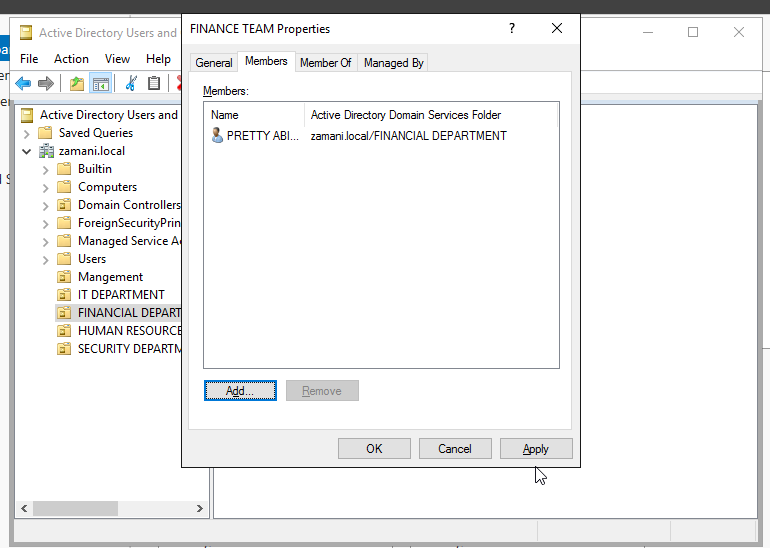 FINANCE TEAM Properties
?
Active Directory Users and
File Action View Help
General Members Member Of Managed By
Members:
Name Active Directory Domain Services Folder
PRETTY ABI... zamani.local/FINANCIAL DEPARTMENT
Active Directory Users and
Saved Queries
zamani.local
Builtin
Computers
Domain Controllers
ForeignSecurityPrin
Managed Service Ac
Users
Mangement
IT DEPARTMENT
FINANCIAL DEPART
HUMAN RESOURCE
SECURITY DEPARTM
Add... Remove
OK Cancel Apply